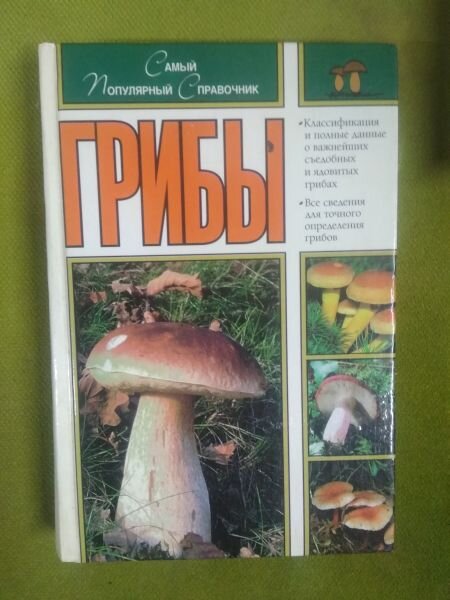 Самый
Популярный Справочник
ГРИБЫ
• Классификация
и полные данные
о важнейших
съедобных
и ядовитых
грибах
• Все сведения
для точного
определения
грибов